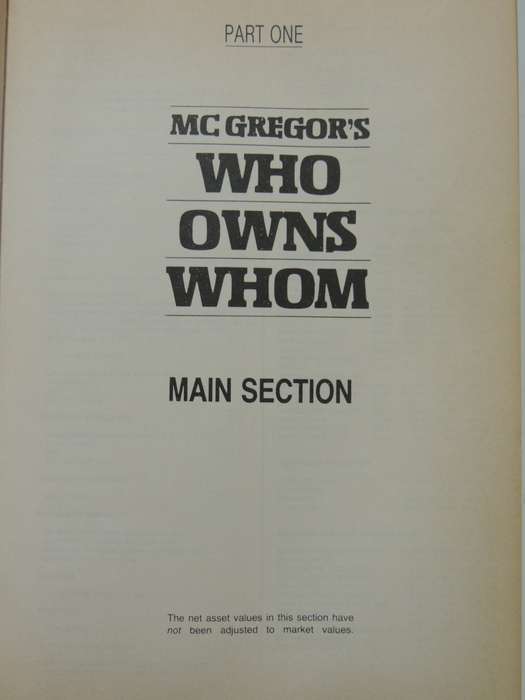 PART ONE
MC GREGOR'S
WHO
OWNS
WHOM
MAIN SECTION
The net asset values in this section have
not been adjusted to market values.